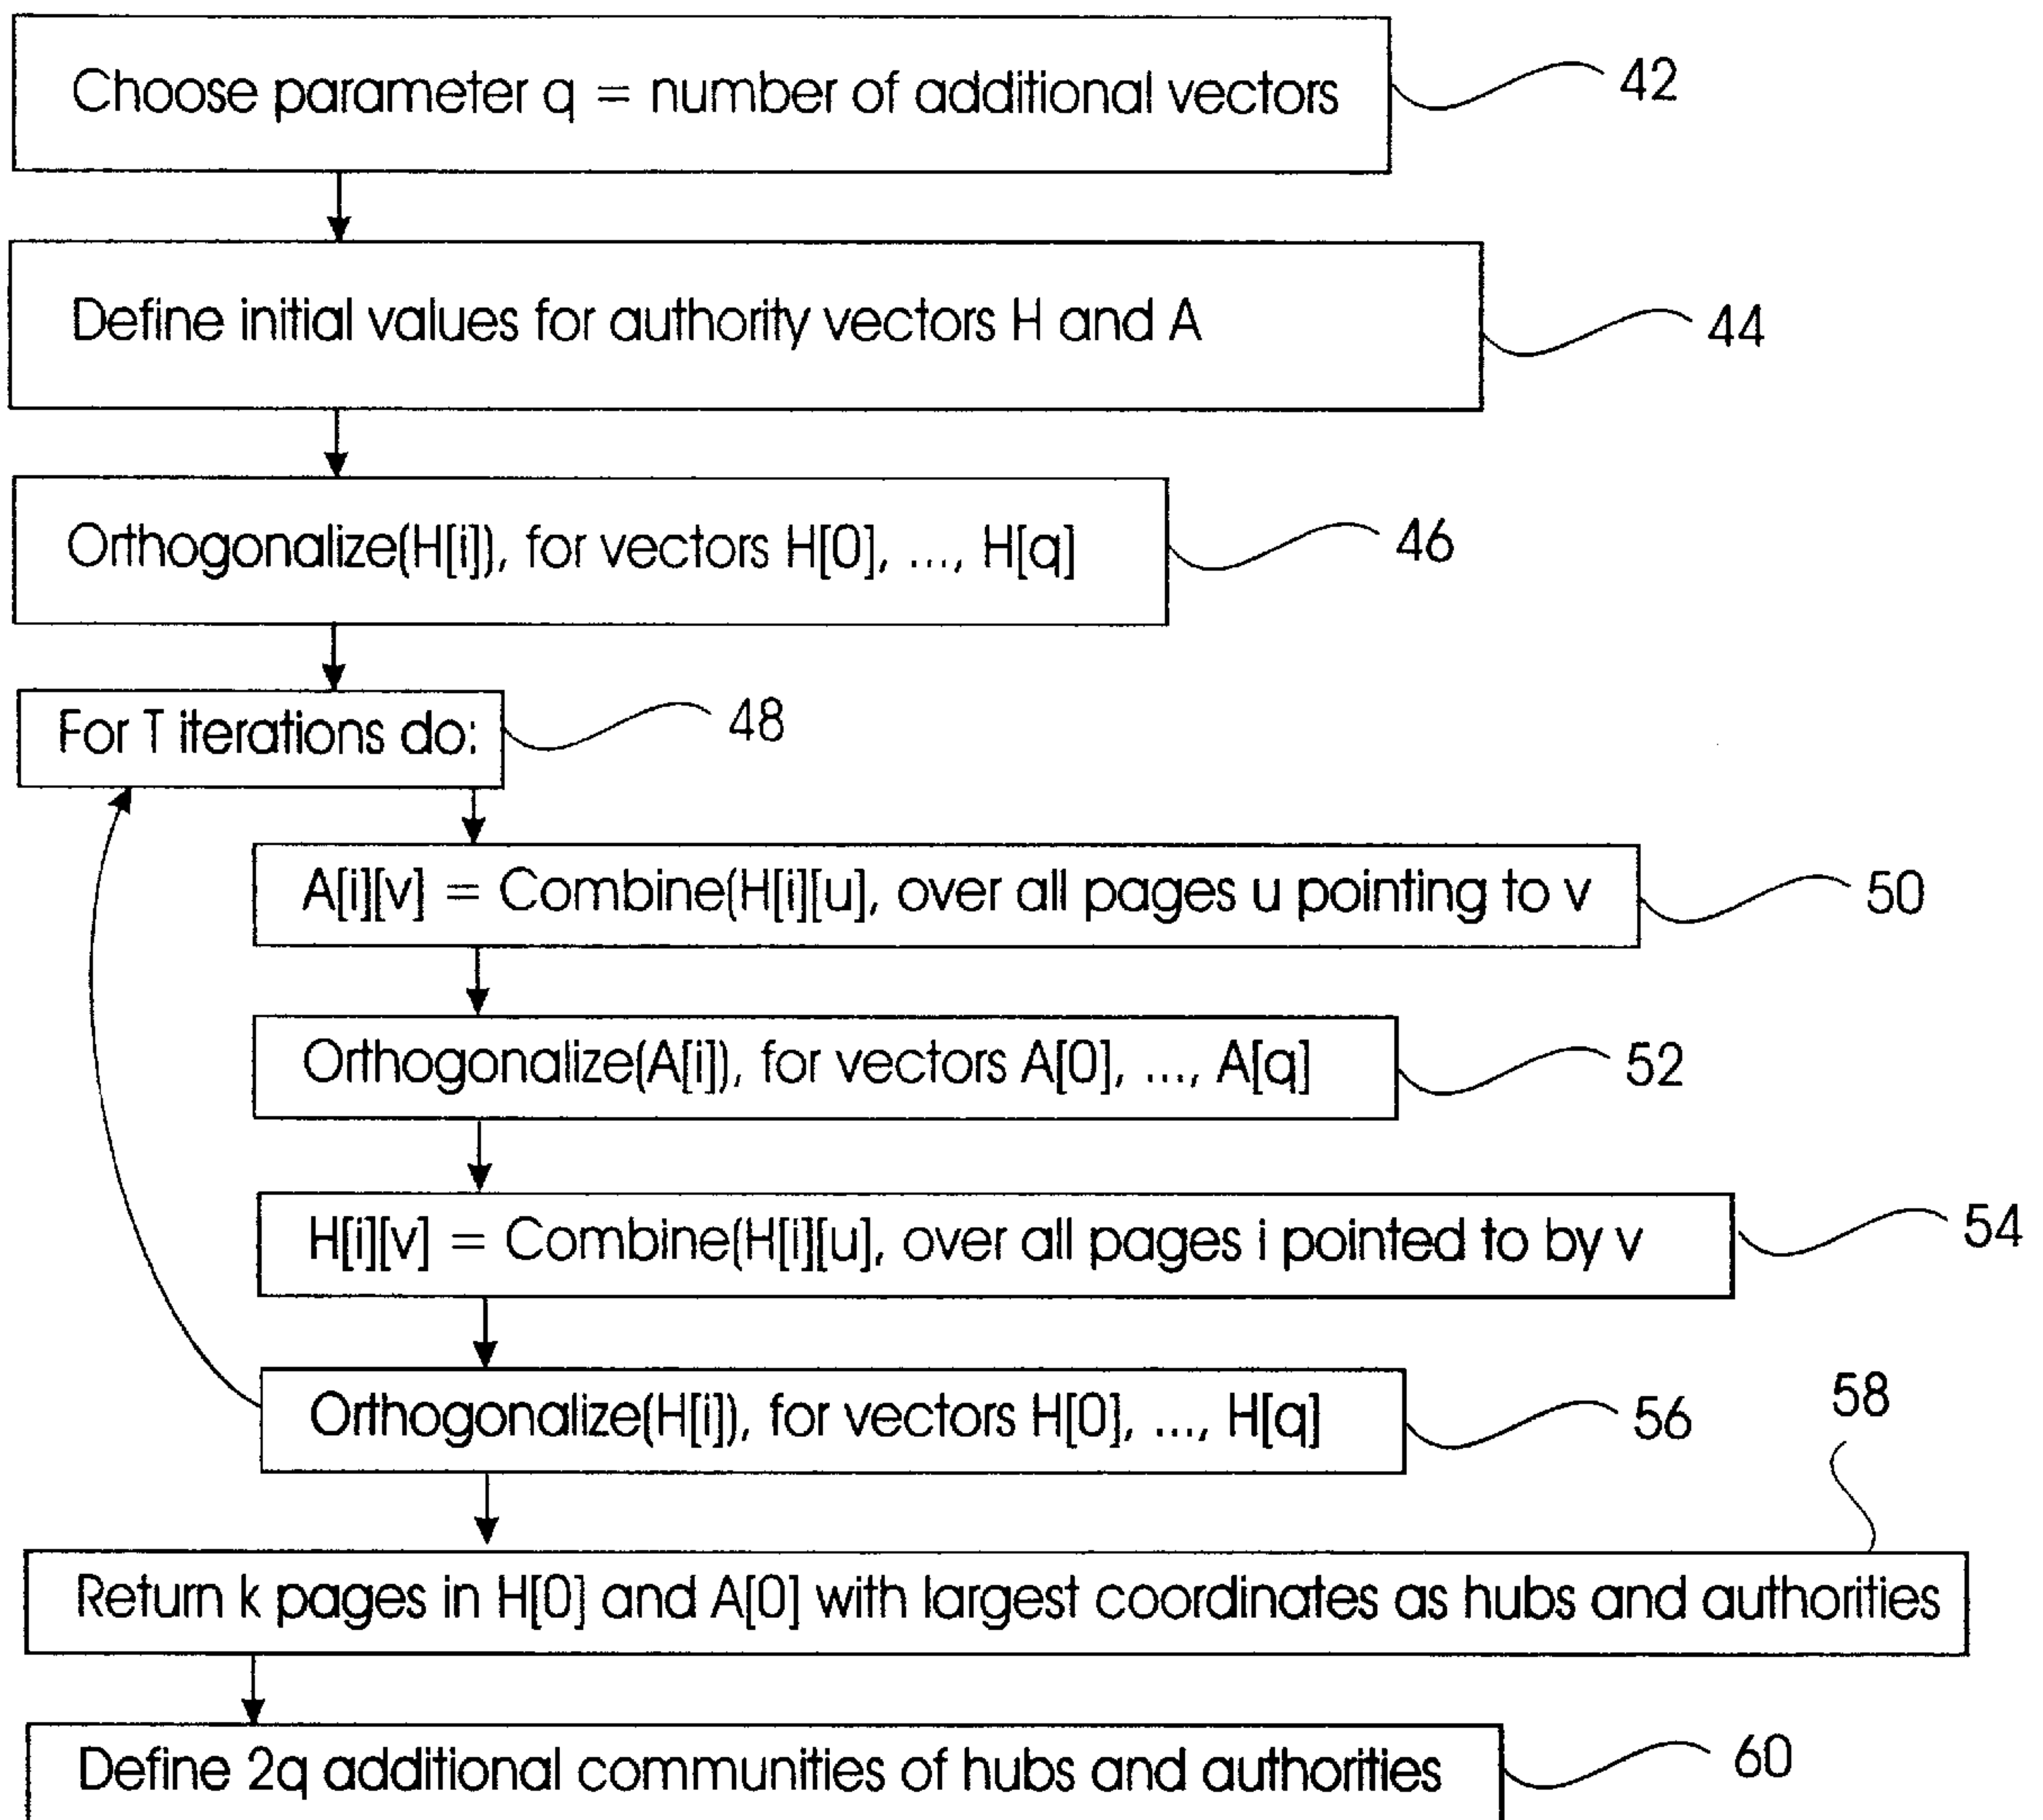 Choose parameter q = number of additional vectors
42
Define initial values for authority vectors H and A
44
Orthogonalize(H[i]), for vectors H[0], ..., H[q]
46
For T iterations do:
48
A[i][v] = Combine(H[i][u], over all pages u pointing to v
50
Orthogonalize(A[i]), for vectors A[0], ..., A[q]
52
H[i][v] = Combine(H[i][u], over all pages i pointed to by v
54
Orthogonalize(H[i]), for vectors H[0], ..., H[q]
56
58
Return k pages in H[0] and A[0] with largest coordinates as hubs and authorities
Define 2q additional communities of hubs and authorities
60